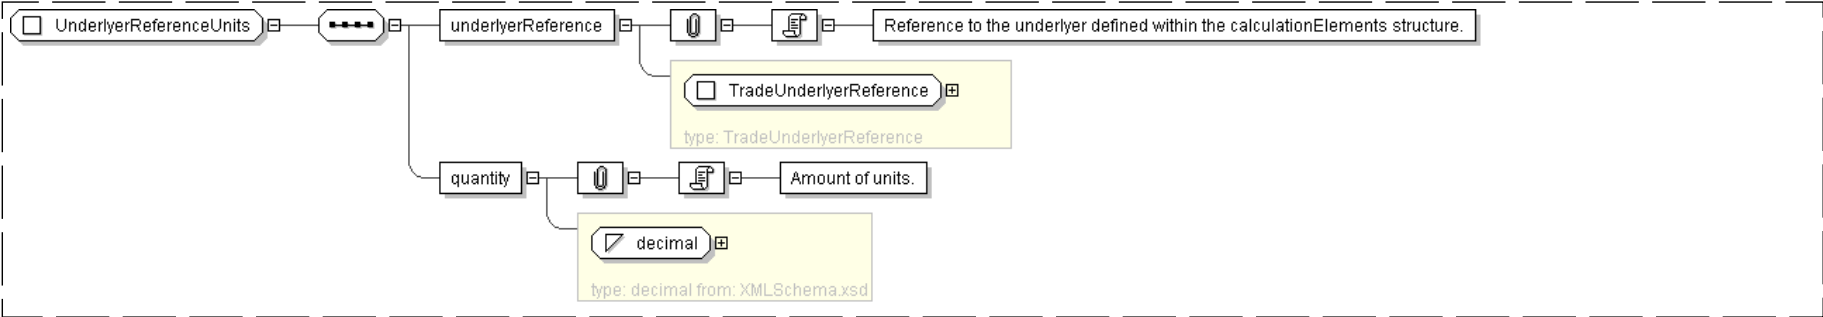 UnderlyerReferenceUnits
underlyerReference
Reference to the underlyer defined within the calculationElements structure.
TradeUnderlyerReference
type: TradeUnderlyerReference
quantity
Amount of units.
decimal
type: decimal from: XMLSchema.xsd